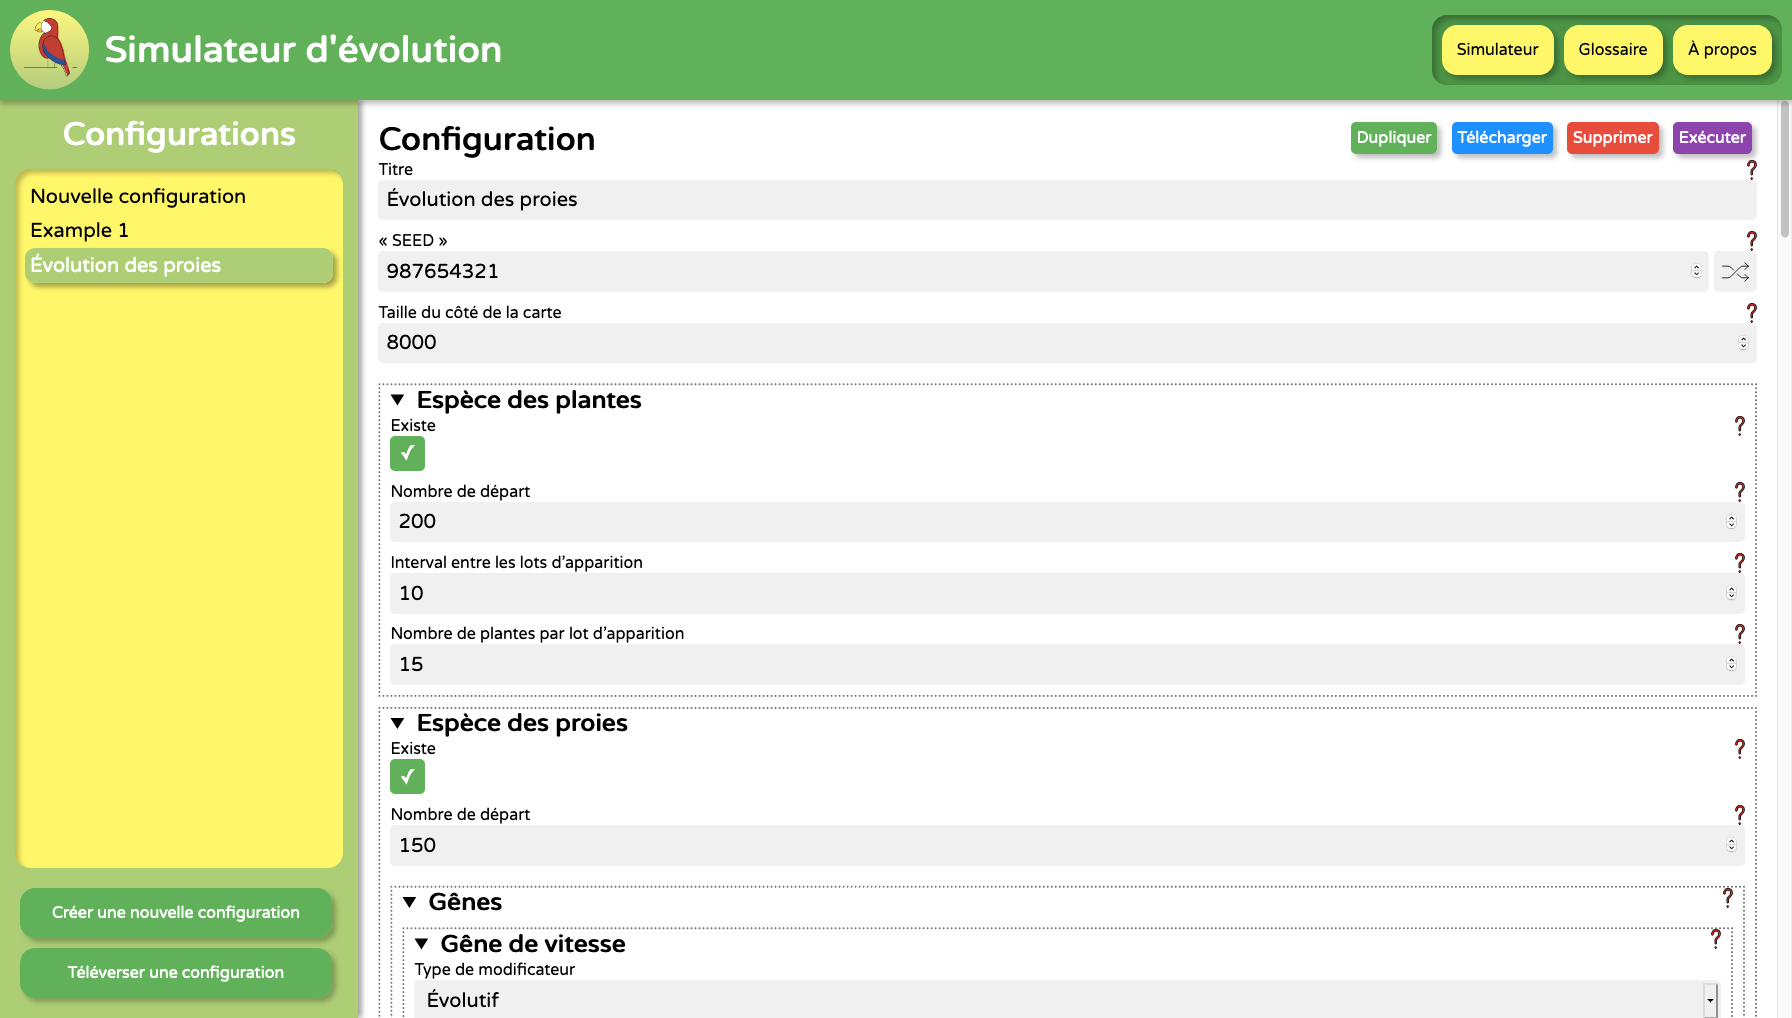 Simulateur d'évolution
Simulateur
Glossaire
À propos
Configurations
Nouvelle configuration
Example 1
Évolution des proies
Créer une nouvelle configuration
Téléverser une configuration
Configuration
Dupliquer
Télécharger
Supprimer
Exécuter
Titre
?
Évolution des proies
« SEED »
?
987654321
Taille du côté de la carte
?
8000
Espèce des plantes
Existe
?
Nombre de départ
?
200
Interval entre les lots d'apparition
?
10
Nombre de plantes par lot d'apparition
?
15
Espèce des proies
Existe
?
Nombre de départ
?
150
Gênes
?
Gêne de vitesse
?
Type de modificateur
Évolutif